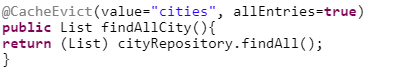 @CacheEvict(value="cities", allEntries=true)
public List findAllCity(){
return (List) cityRepository.findAll();
}